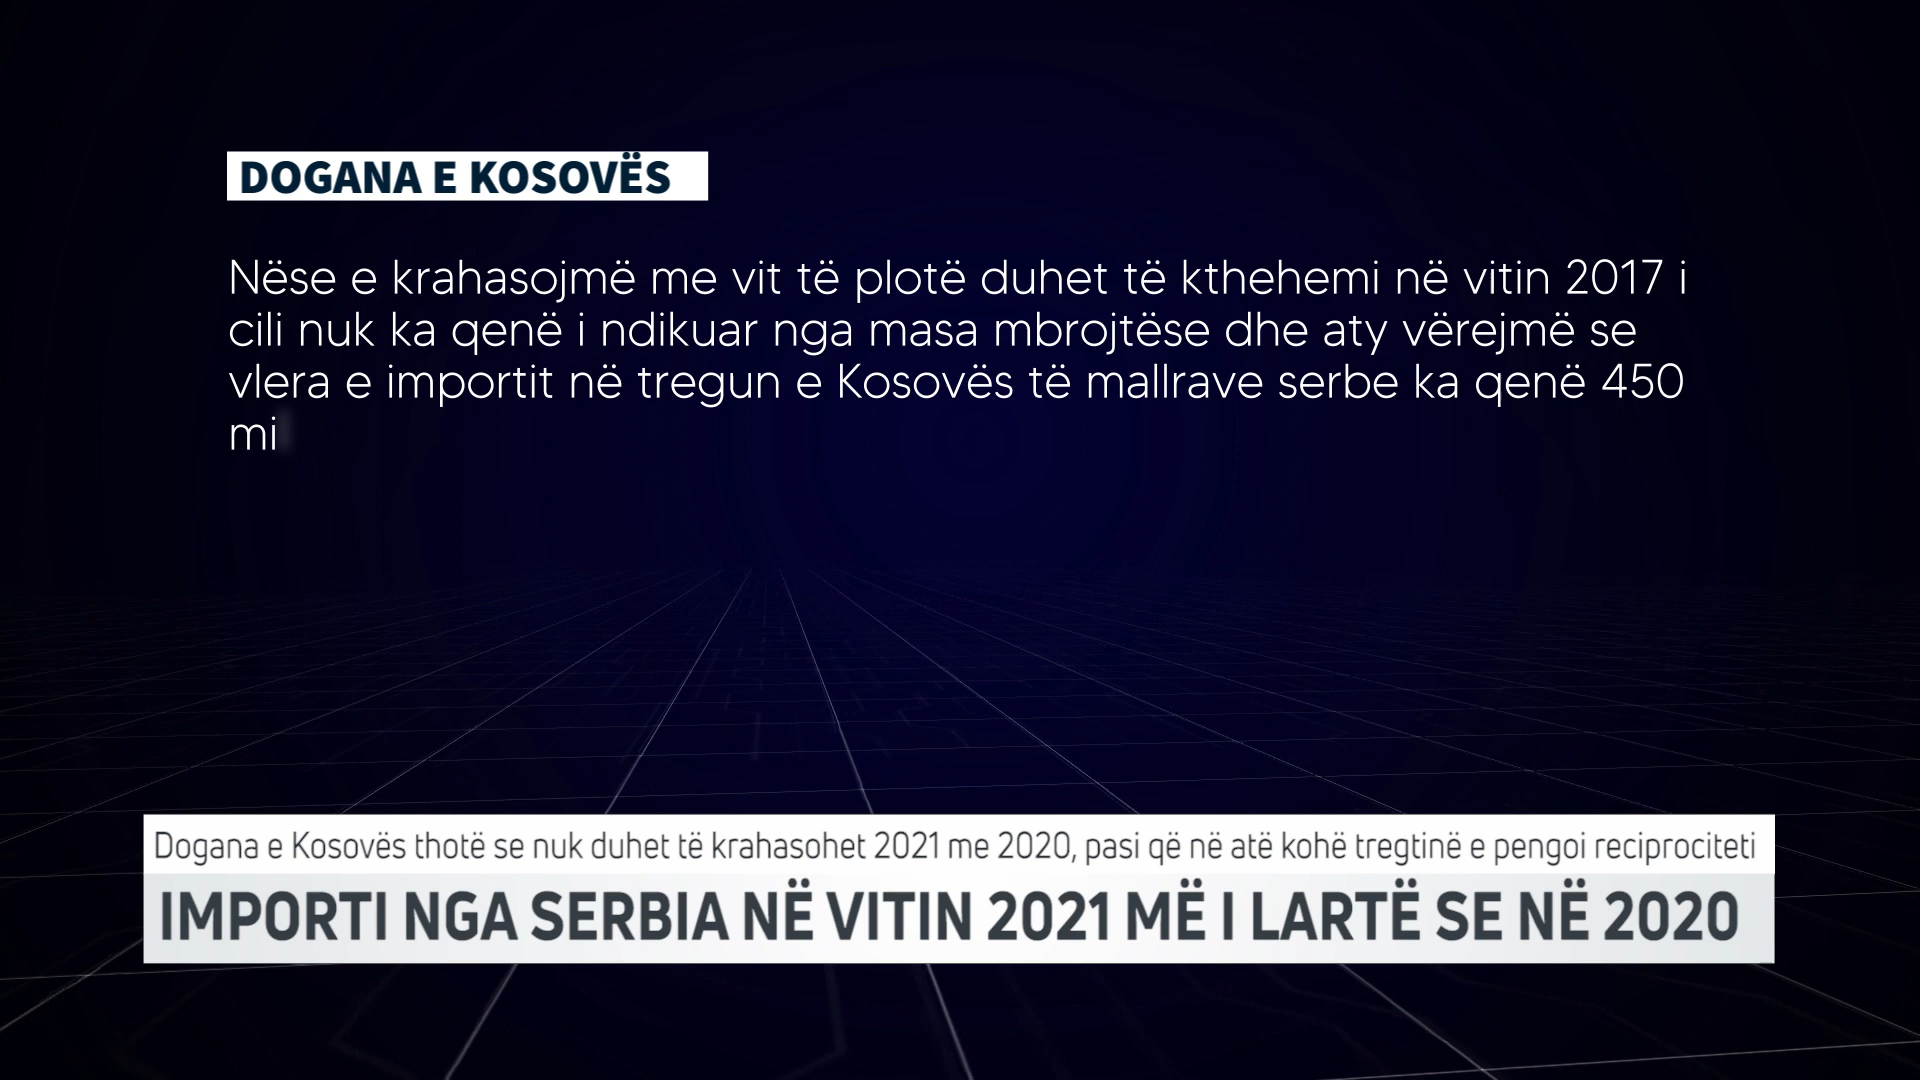 DOGANA E KOSOVËS
Nëse e krahasojmë me vit të plotë duhet të kthehemi në vitin 2017 i
cili nuk ka qenë i ndikuar nga masa mbrojtëse dhe aty vërejmë se
vlera e importit në tregun e Kosovës të mallrave serbe ka qenë 450
mi
Dogana e Kosovës thotë se nuk duhet të krahasohet 2021 me 2020, pasi që në atë kohë tregtinë e pengoi reciprociteti
IMPORTI NGA SERBIA NË VITIN 2021 MË I LARTË SE NË 2020